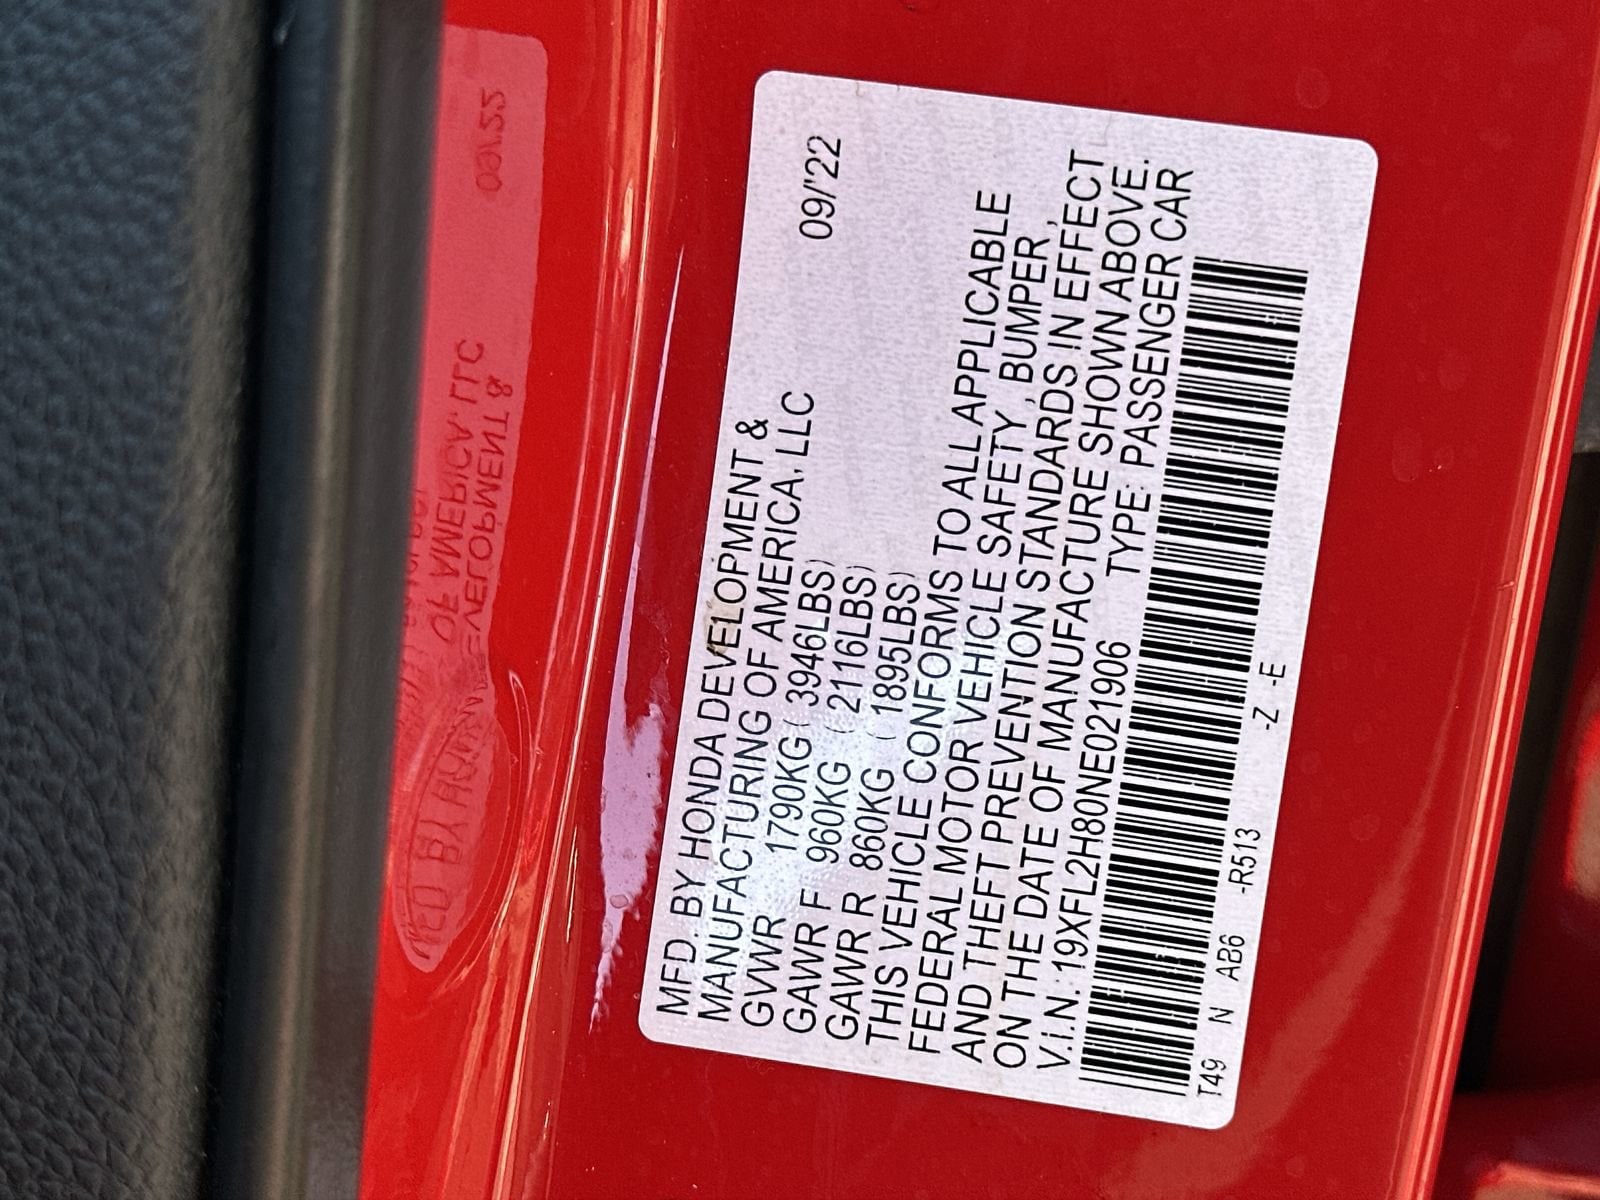 MFD. BY HONDA DEVELOPMENT &
MANUFACTURING OF AMERICA, LLC 09/'22
GVWR 1790KG ( 3946LBS)
GAWR F 960KG ( 2116LBS)
GAWR R 860KG ( 1895LBS)
THIS VEHICLE CONFORMS TO ALL APPLICABLE
FEDERAL MOTOR VEHICLE SAFETY , BUMPER,
AND THEFT PREVENTION STANDARDS IN EFFECT
ON THE DATE OF MANUFACTURE SHOWN ABOVE.
V.i.N. 19XFL2H80NE021906 TYPE: PASSENGER CAR
T49 N AB6 -R513 -Z -E